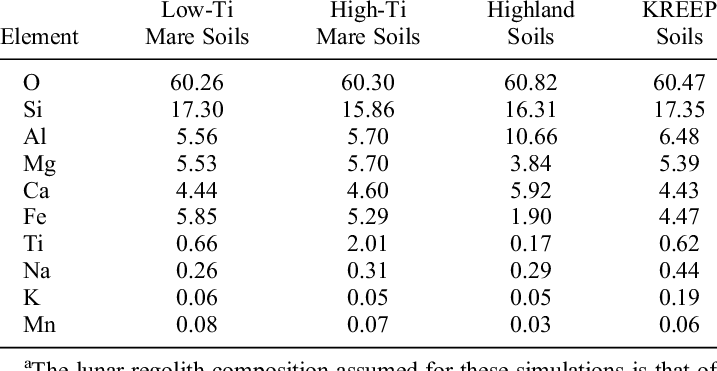 Low-Ti High-Ti Highland KREEP
Element Mare Soils Mare Soils Soils Soils
O 60.26 60.30 60.82 60.47
Si 17.30 15.86 16.31 17.35
Al 5.56 5.70 10.66 6.48
Mg 5.53 5.70 3.84 5.39
Ca 4.44 4.60 5.92 4.43
Fe 5.85 5.29 1.90 4.47
Ti 0.66 2.01 0.17 0.62
Na 0.26 0.31 0.29 0.44
K 0.06 0.05 0.05 0.19
Mn 0.08 0.07 0.03 0.06
aThe lunar regolith composition assumed for these simulations is that of